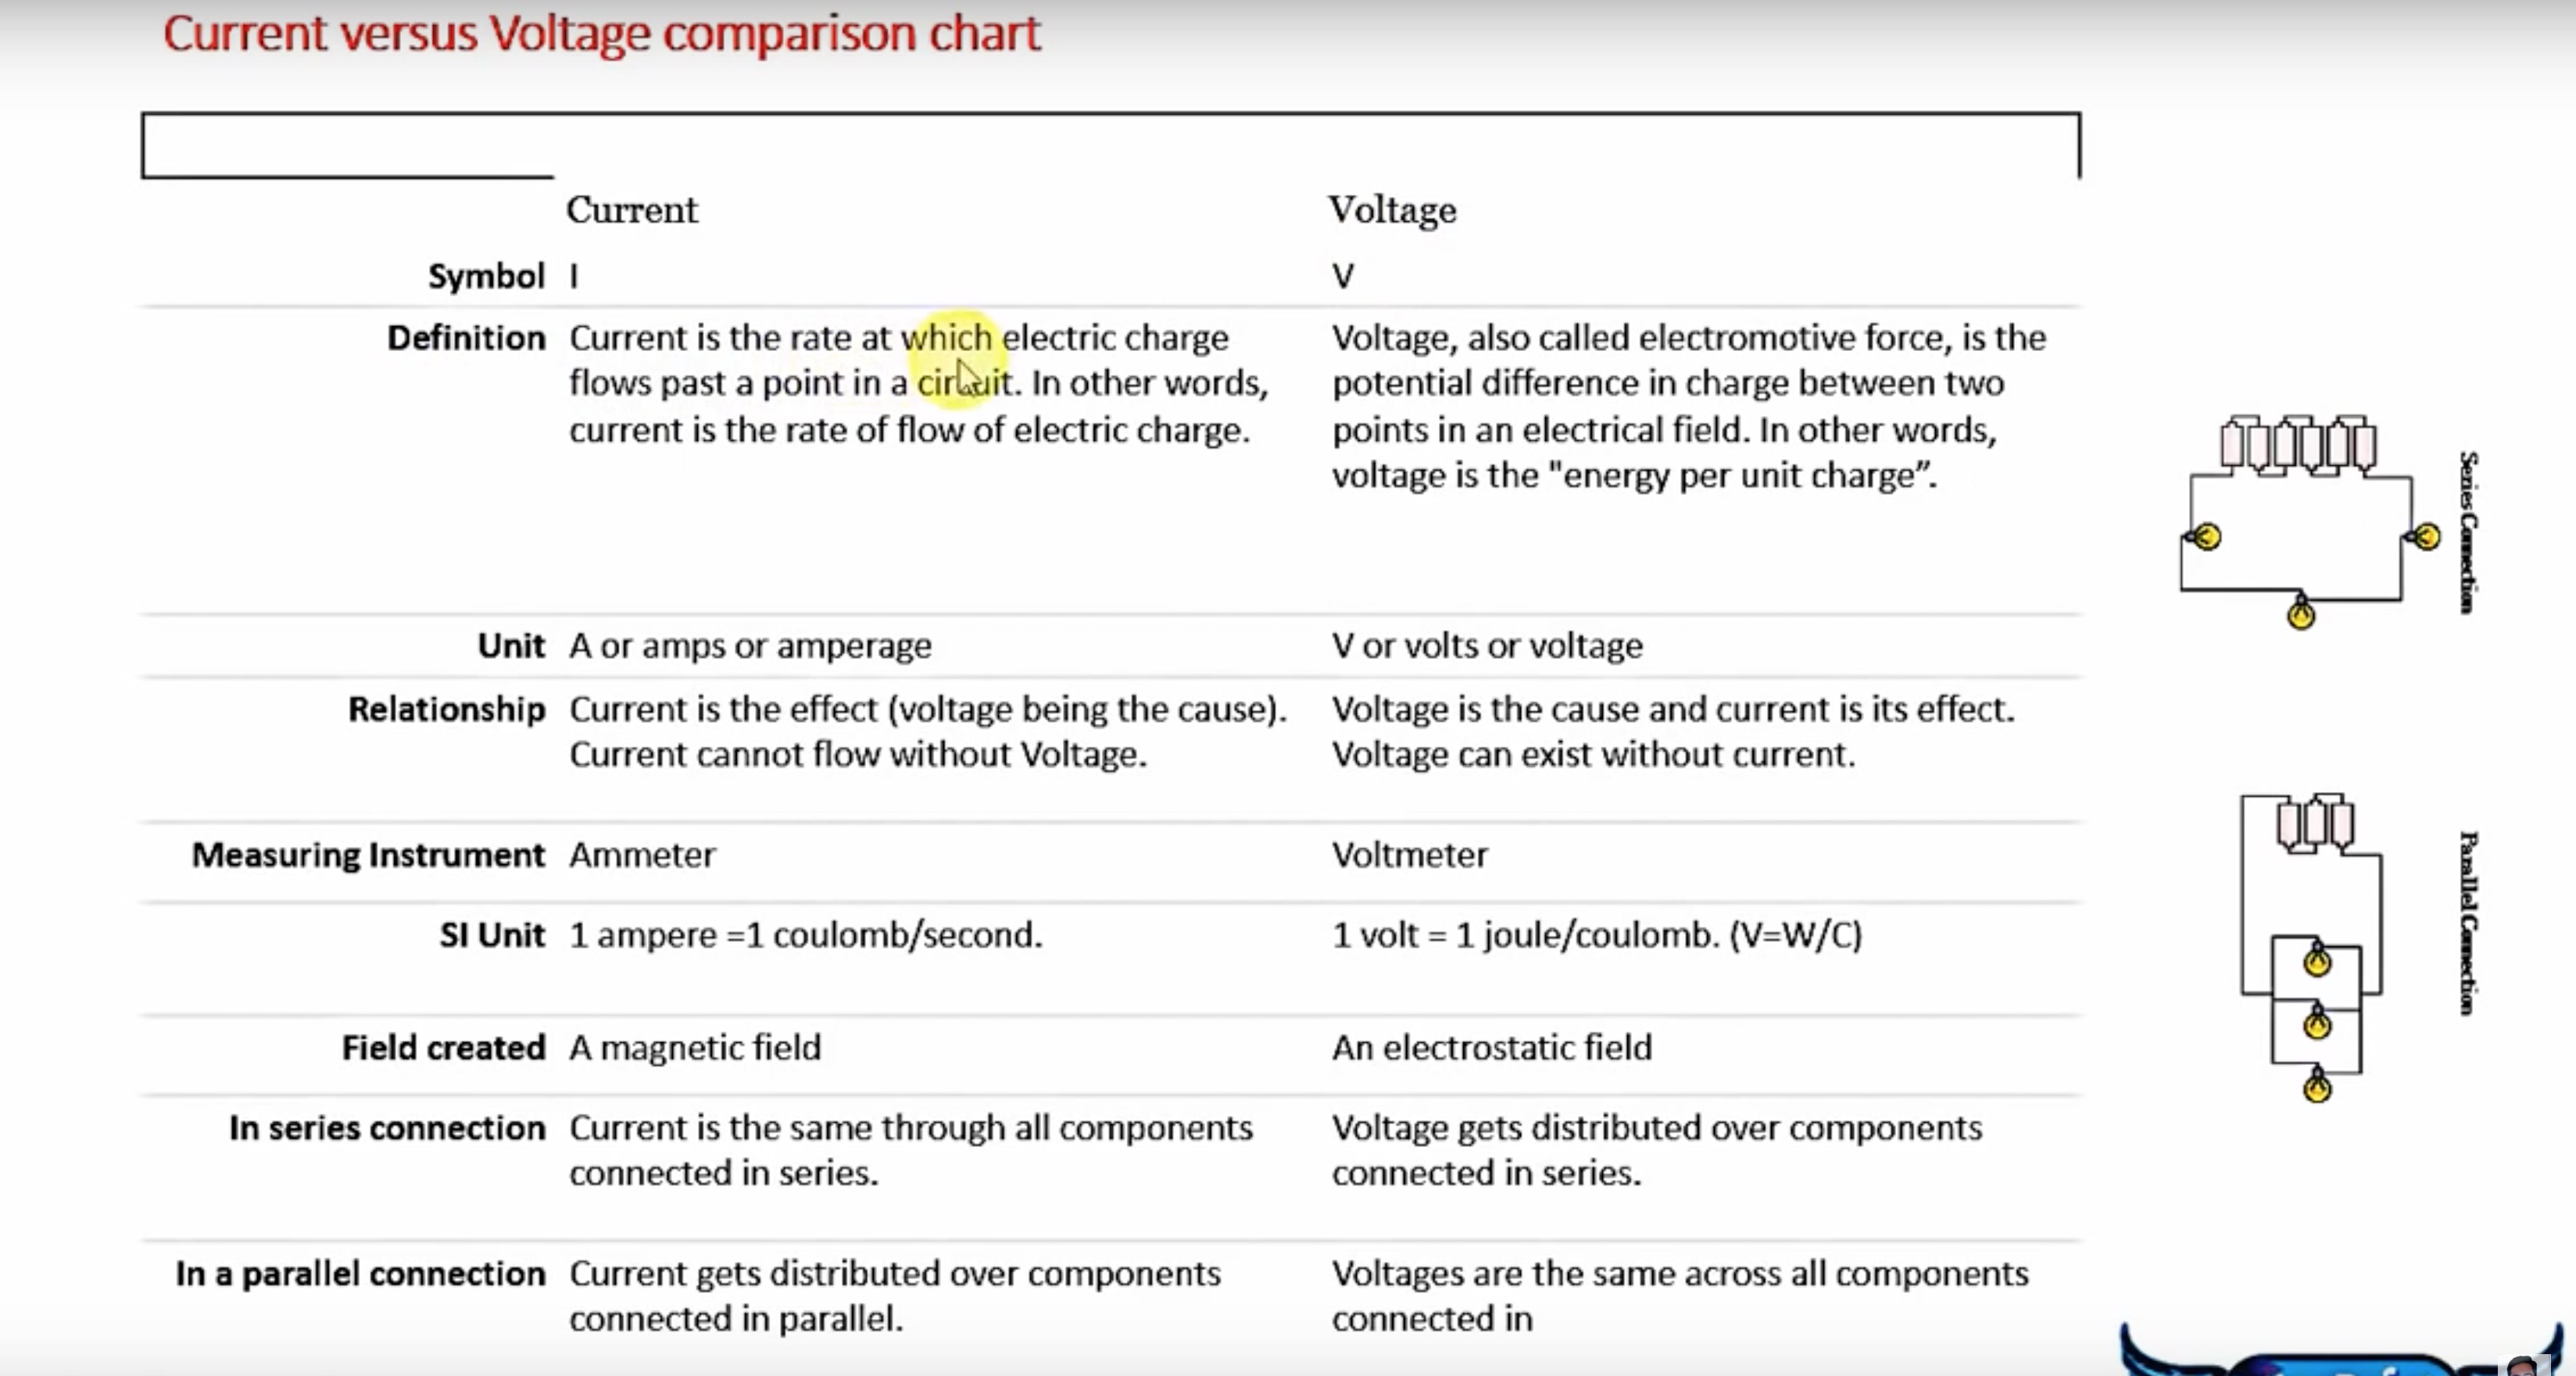 Current versus Voltage comparison chart
Current Voltage
Symbol I V
Definition Current is the rate at which electric charge Voltage, also called electromotive force, is the
flows past a point in a circuit. In other words, potential difference in charge between two
current is the rate of flow of electric charge. points in an electrical field. In other words,
voltage is the "energy per unit charge”.
Unit A or amps or amperage V or volts or voltage
Relationship Current is the effect (voltage being the cause). Voltage is the cause and current is its effect.
Current cannot flow without Voltage. Voltage can exist without current.
Measuring Instrument Ammeter Voltmeter
SI Unit 1 ampere =1 coulomb/second. 1 volt = 1 joule/coulomb. (V=W/C)
Field created A magnetic field An electrostatic field
In series connection Current is the same through all components Voltage gets distributed over components
connected in series. connected in series.
In a parallel connection Current gets distributed over components Voltages are the same across all components
connected in parallel. connected in
Series Connection
Parallel Connection